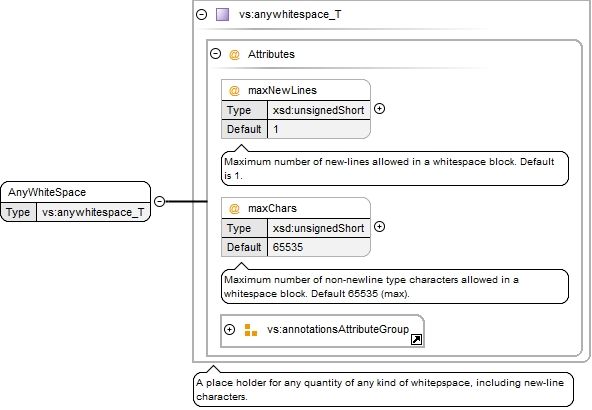 vs:anywhitespace_T
@ Attributes
@ maxNewLines
Type xsd:unsignedShort
Default 1
Maximum number of new-lines allowed in a whitespace block. Default
is 1.
AnyWhiteSpace
Type vs:anywhitespace_T
@ maxChars
Type xsd:unsignedShort
Default 65535
Maximum number of non-newline type characters allowed in a
whitespace block. Default 65535 (max).
vs:annotationsAttributeGroup
A place holder for any quantity of any kind of whitepspace, including new-line
characters.